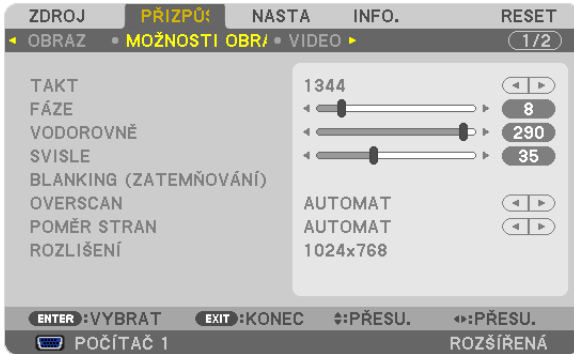 ZDROJ PŘIZPŮS NASTA INFO. RESET
OBRAZ MOŽNOSTI OBRA VIDEO 1/2
TAKT 1344
FÁZE 8
VODOROVNĚ 290
SVISLE 35
BLANKING (ZATEMŇOVÁNÍ)
OVERSCAN AUTOMAT
POMĚR STRAN AUTOMAT
ROZLIŠENÍ 1024x768
ENTER:VYBRAT EXIT:KONEC :PŘESU. :PŘESU.
POČÍTAČ 1 ROZŠÍŘENÁ